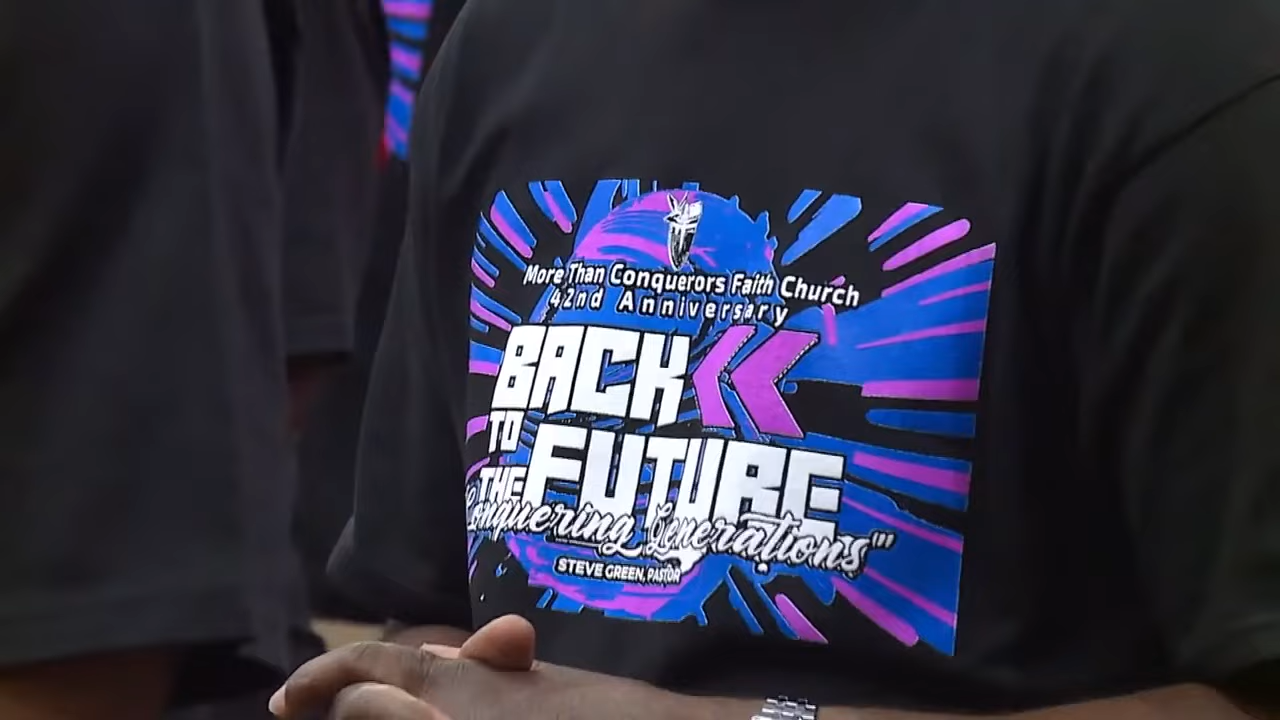 More Than Conquerors Faith Church
42nd Anniversary
BACK
TO
THE FUTURE
Conquering Generations"
STEVE GREEN, PASTOR